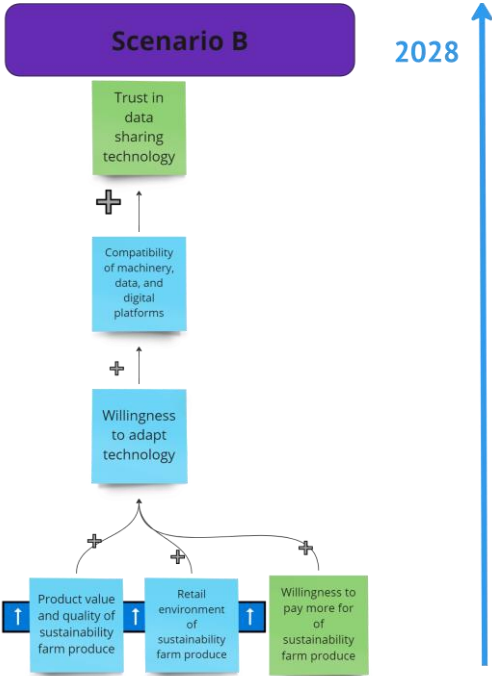 Scenario B
2028
Trust in
data
sharing
technology
Compatibility
of machinery,
data, and
digital
platforms
Willingness
to adapt
technology
Product value
and quality of
sustainability
farm produce
Retail
environment
of
sustainability
farm produce
Willingness to
pay more for
of
sustainability
farm produce